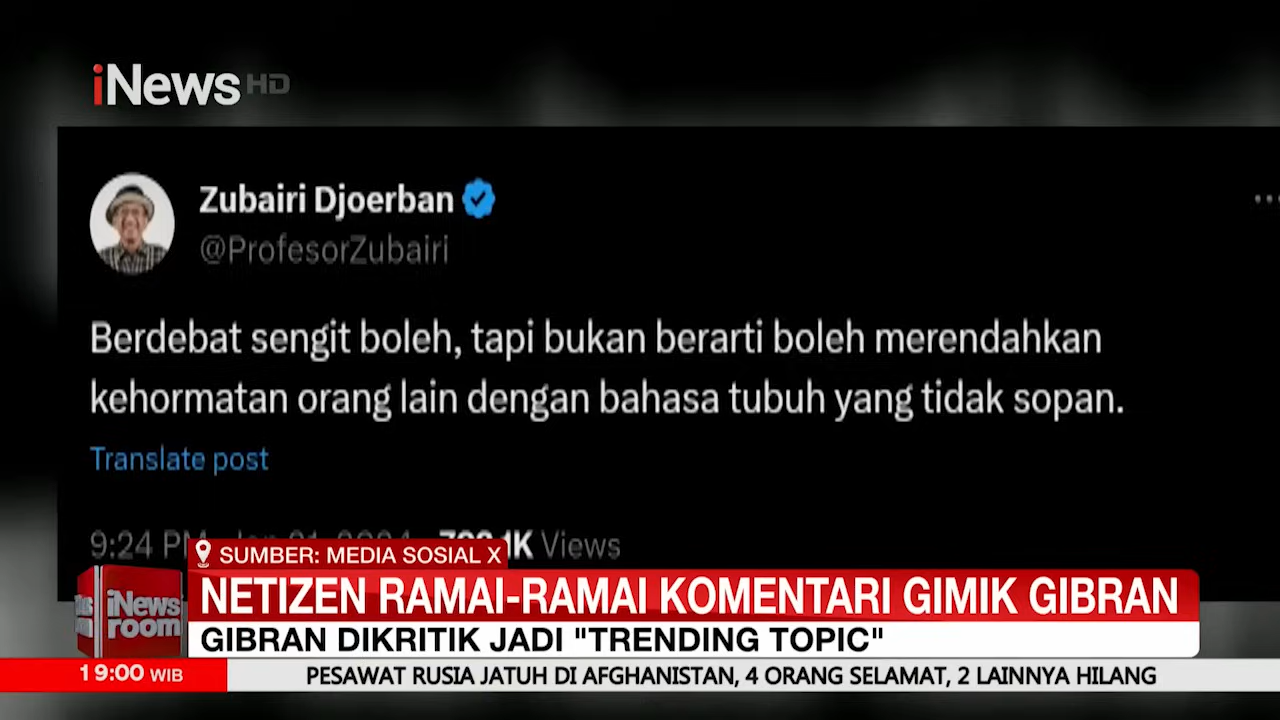 iNews HD
Zubairi Djoerban
@ProfesorZubairi
Berdebat sengit boleh, tapi bukan berarti boleh merendahkan
kehormatan orang lain dengan bahasa tubuh yang tidak sopan.
Translate post
9:24 PM Views
SUMBER: MEDIA SOSIAL X
NETIZEN RAMAI-RAMAI KOMENTARI GIMIK GIBRAN
iNews
room
GIBRAN DIKRITIK JADI "TRENDING TOPIC"
19:00 WIB
PESAWAT RUSIA JATUH DI AFGHANISTAN, 4 ORANG SELAMAT, 2 LAINNYA HILANG